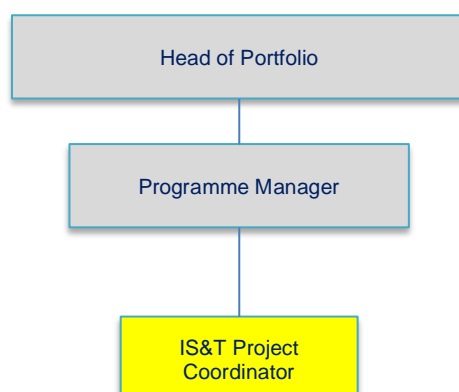 Head of Portfolio
Programme Manager
IS&T Project
Coordinator